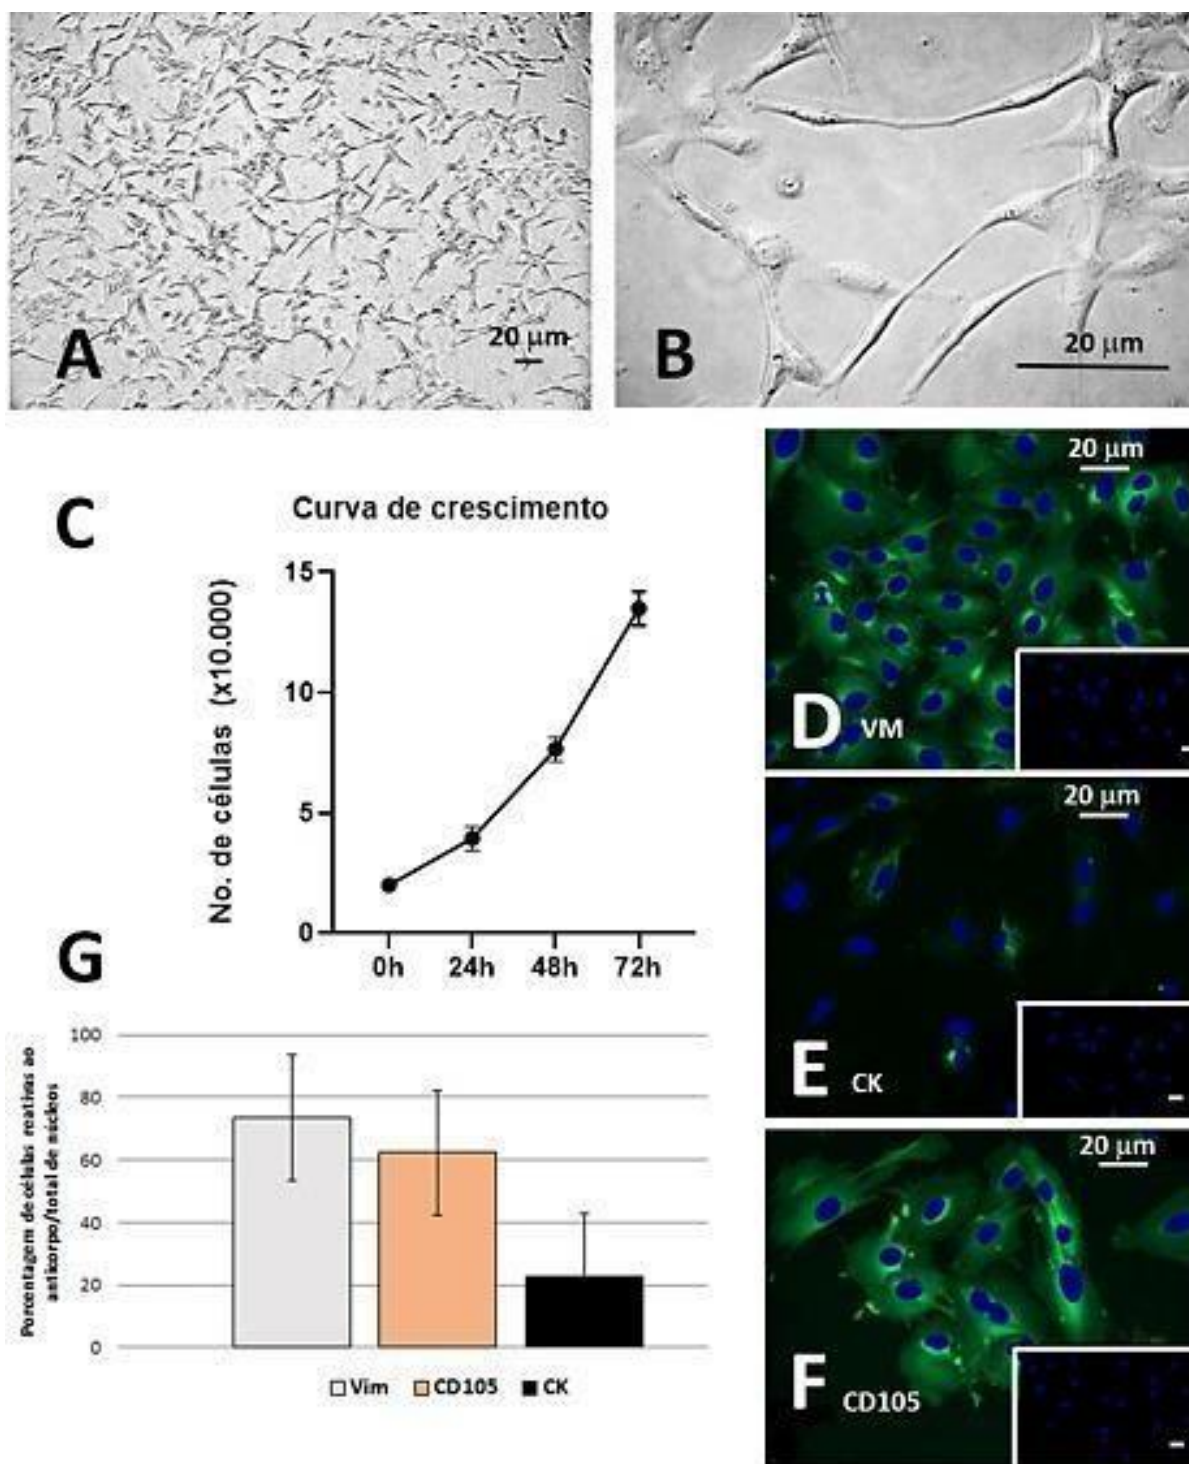 A
20 µm
B
20 µm
C
Curva de crescimento
No. de células (x10.000)
15
10
5
0
0h 24h 48h 72h
D VM
20 µm
E CK
20 µm
F CD105
20 µm
G
Porcentagem de células reativas ao
anticorpo/total de núcleos
100
80
60
40
20
0
Vim CD105 CK